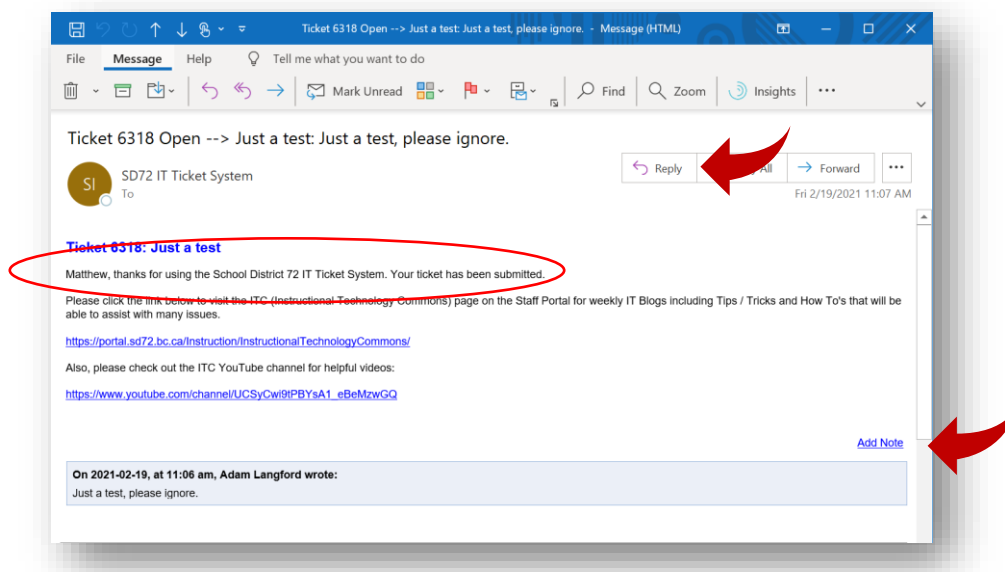 Ticket 6318 Open --> Just a test: Just a test, please ignore. - Message (HTML)
File Message Help Tell me what you want to do
Mark Unread Find Zoom Insights
Ticket 6318 Open --> Just a test: Just a test, please ignore.
SI
SD72 IT Ticket System
To
Reply All Forward
Fri 2/19/2021 11:07 AM
Ticket 6318: Just a test
Matthew, thanks for using the School District 72 IT Ticket System. Your ticket has been submitted.
Please click the link below to visit the ITC (Instructional Technology Commons) page on the Staff Portal for weekly IT Blogs including Tips / Tricks and How To's that will be
able to assist with many issues.
https://portal.sd72.bc.ca/Instruction/InstructionalTechnologyCommons/
Also, please check out the ITC YouTube channel for helpful videos:
https://www.youtube.com/channel/UCSyCwi9tPBYsA1_eBeMzwGQ
Add Note
On 2021-02-19, at 11:06 am, Adam Langford wrote:
Just a test, please ignore.